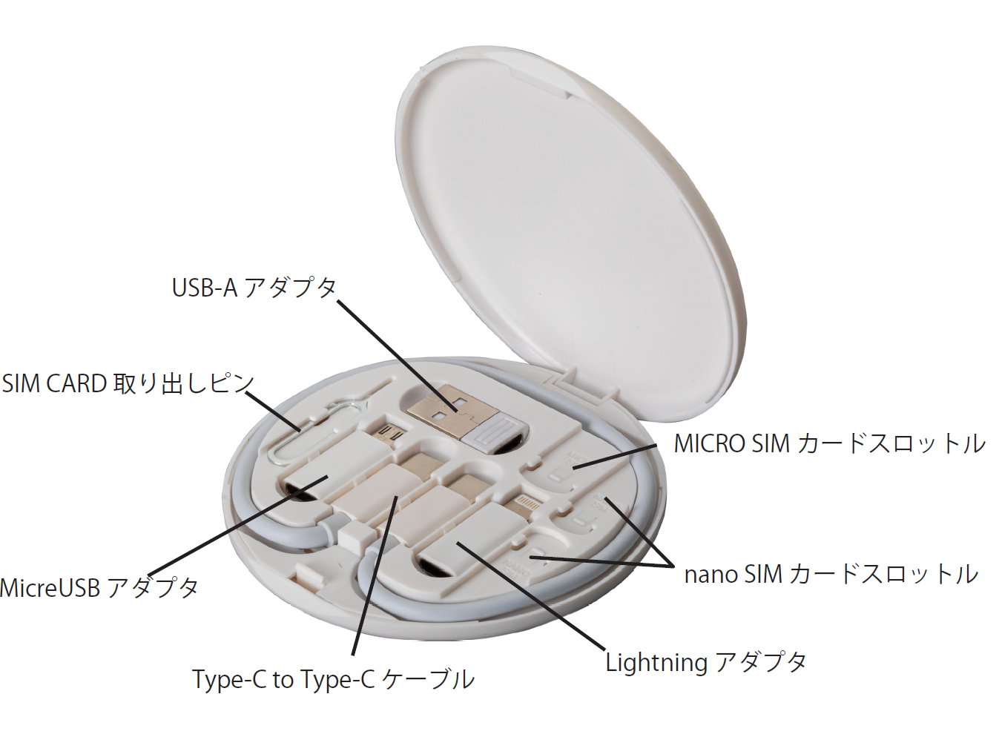 USB-A アダプタ
SIM CARD 取り出しピン
MICRO SIM カードスロットル
MicreUSB アダプタ
nano SIM カードスロットル
Lightning アダプタ
Type-C to Type-C ケーブル
NANO